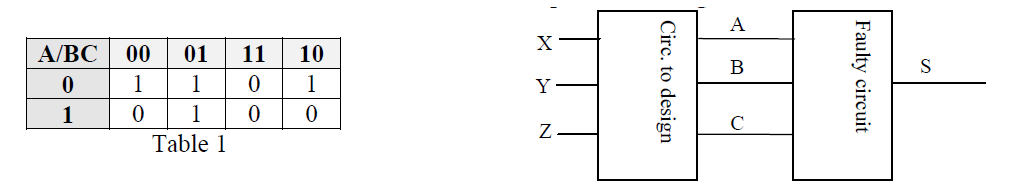 A/BC 00 01 11 10
0 1 1 0 1
1 0 1 0 0
Table 1
X
Y
Z
Circ. to design
A
B
C
Faulty circuit
S